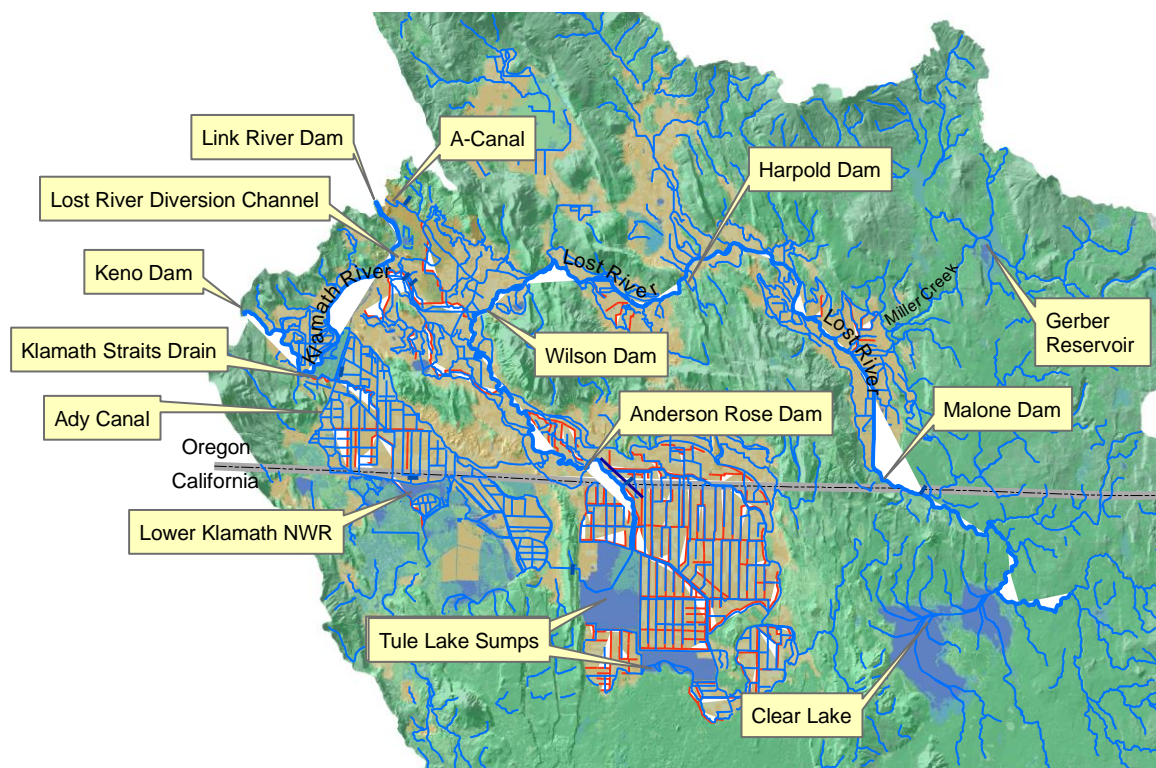 Link River Dam
A-Canal
Harpold Dam
Lost River Diversion Channel
Keno Dam
Klamath River
Lost River
Miller Creek
Gerber
Reservoir
Klamath Straits Drain
Wilson Dam
Lost River
Ady Canal
Anderson Rose Dam
Malone Dam
Oregon
California
Lower Klamath NWR
Tule Lake Sumps
Clear Lake